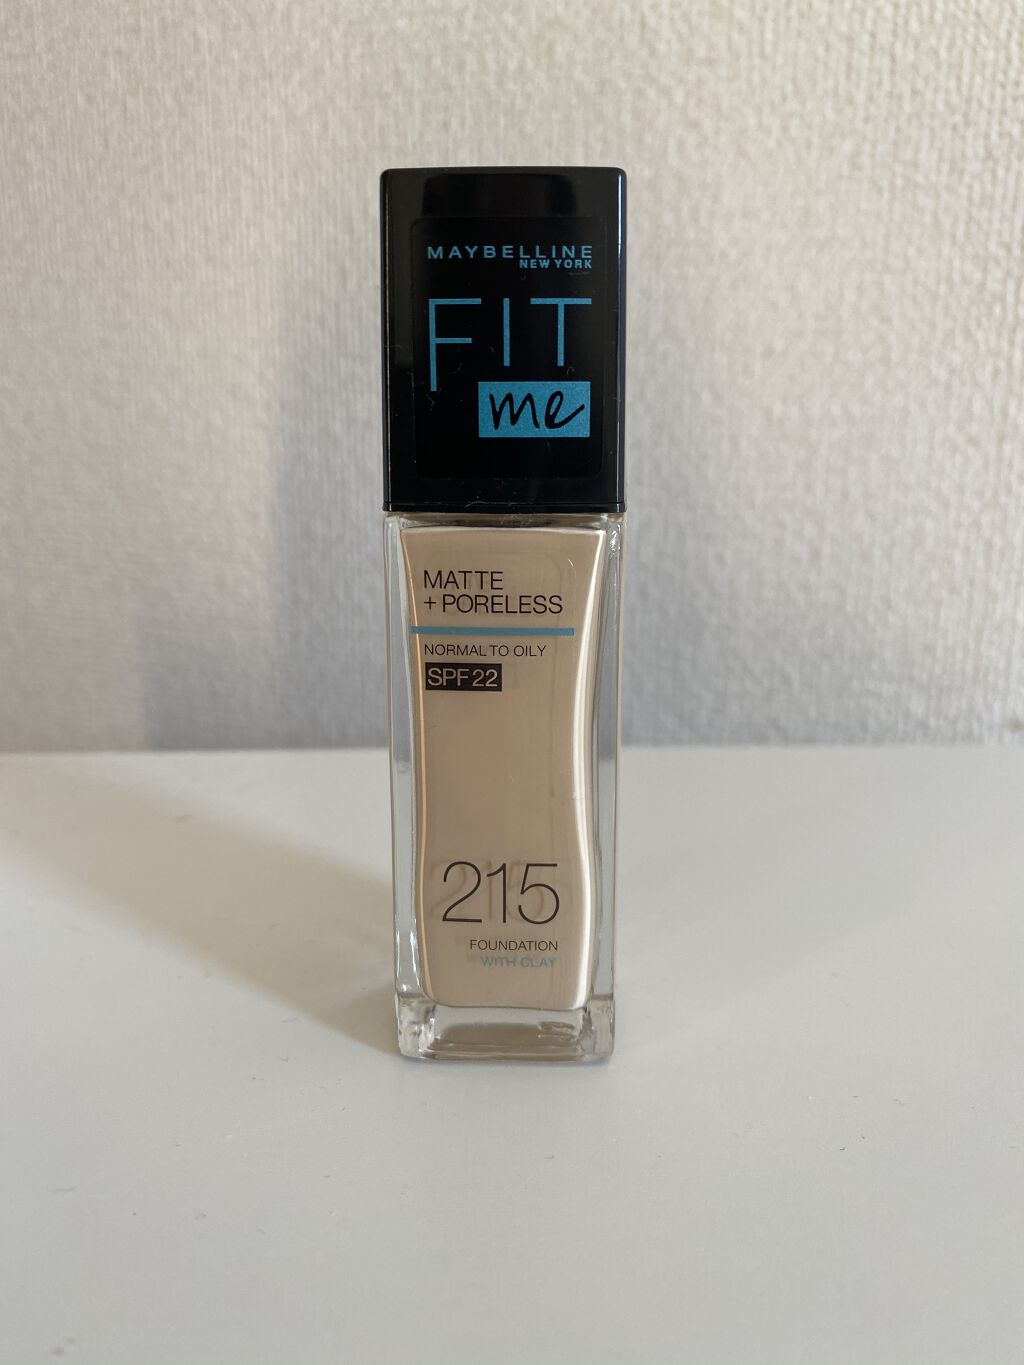 MAYBELLINE
NEW YORK
FIT
me
MATTE
+ PORELESS
NORMAL TO OILY
SPF 22
215
FOUNDATION
WITH CLAY